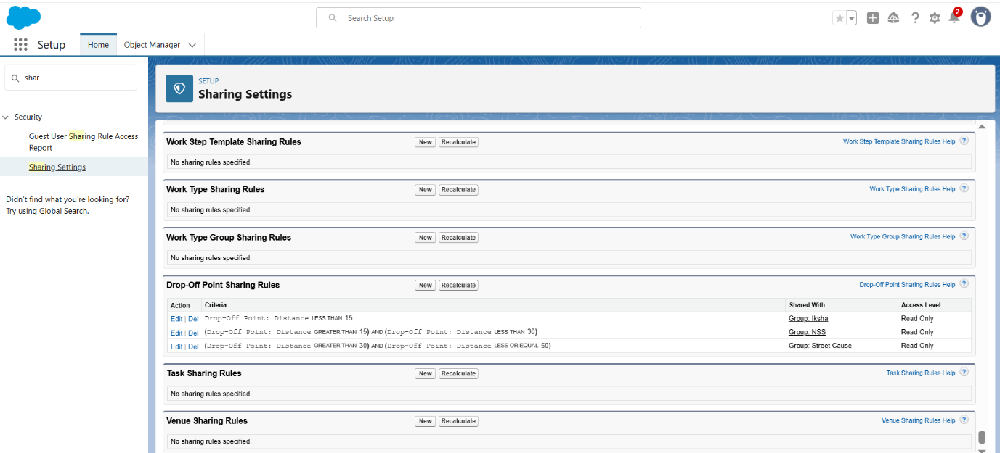 Search Setup
2
Setup
Home
Object Manager
shar
Security
Guest User Sharing Rule Access
Report
Sharing Settings
Didn't find what you're looking for?
Try using Global Search.
SETUP
Sharing Settings
Work Step Template Sharing Rules New Recalculate Work Step Template Sharing Rules Help ?
No sharing rules specified.
Work Type Sharing Rules New Recalculate Work Type Sharing Rules Help ?
No sharing rules specified.
Work Type Group Sharing Rules New Recalculate Work Type Group Sharing Rules Help ?
No sharing rules specified.
Drop-Off Point Sharing Rules New Recalculate Drop-Off Point Sharing Rules Help ?
Action Criteria Shared With Access Level
Edit | Del Drop-Off Point: Distance LESS THAN 15 Group: Iksha Read Only
Edit | Del (Drop-Off Point: Distance GREATER THAN 15) AND (Drop-Off Point: Distance LESS THAN 30) Group: NSS Read Only
Edit | Del (Drop-Off Point: Distance GREATER THAN 30) AND (Drop-Off Point: Distance LESS OR EQUAL 50) Group: Street Cause Read Only
Task Sharing Rules New Recalculate Task Sharing Rules Help ?
No sharing rules specified.
Venue Sharing Rules New Recalculate Venue Sharing Rules Help ?
No sharing rules specified.